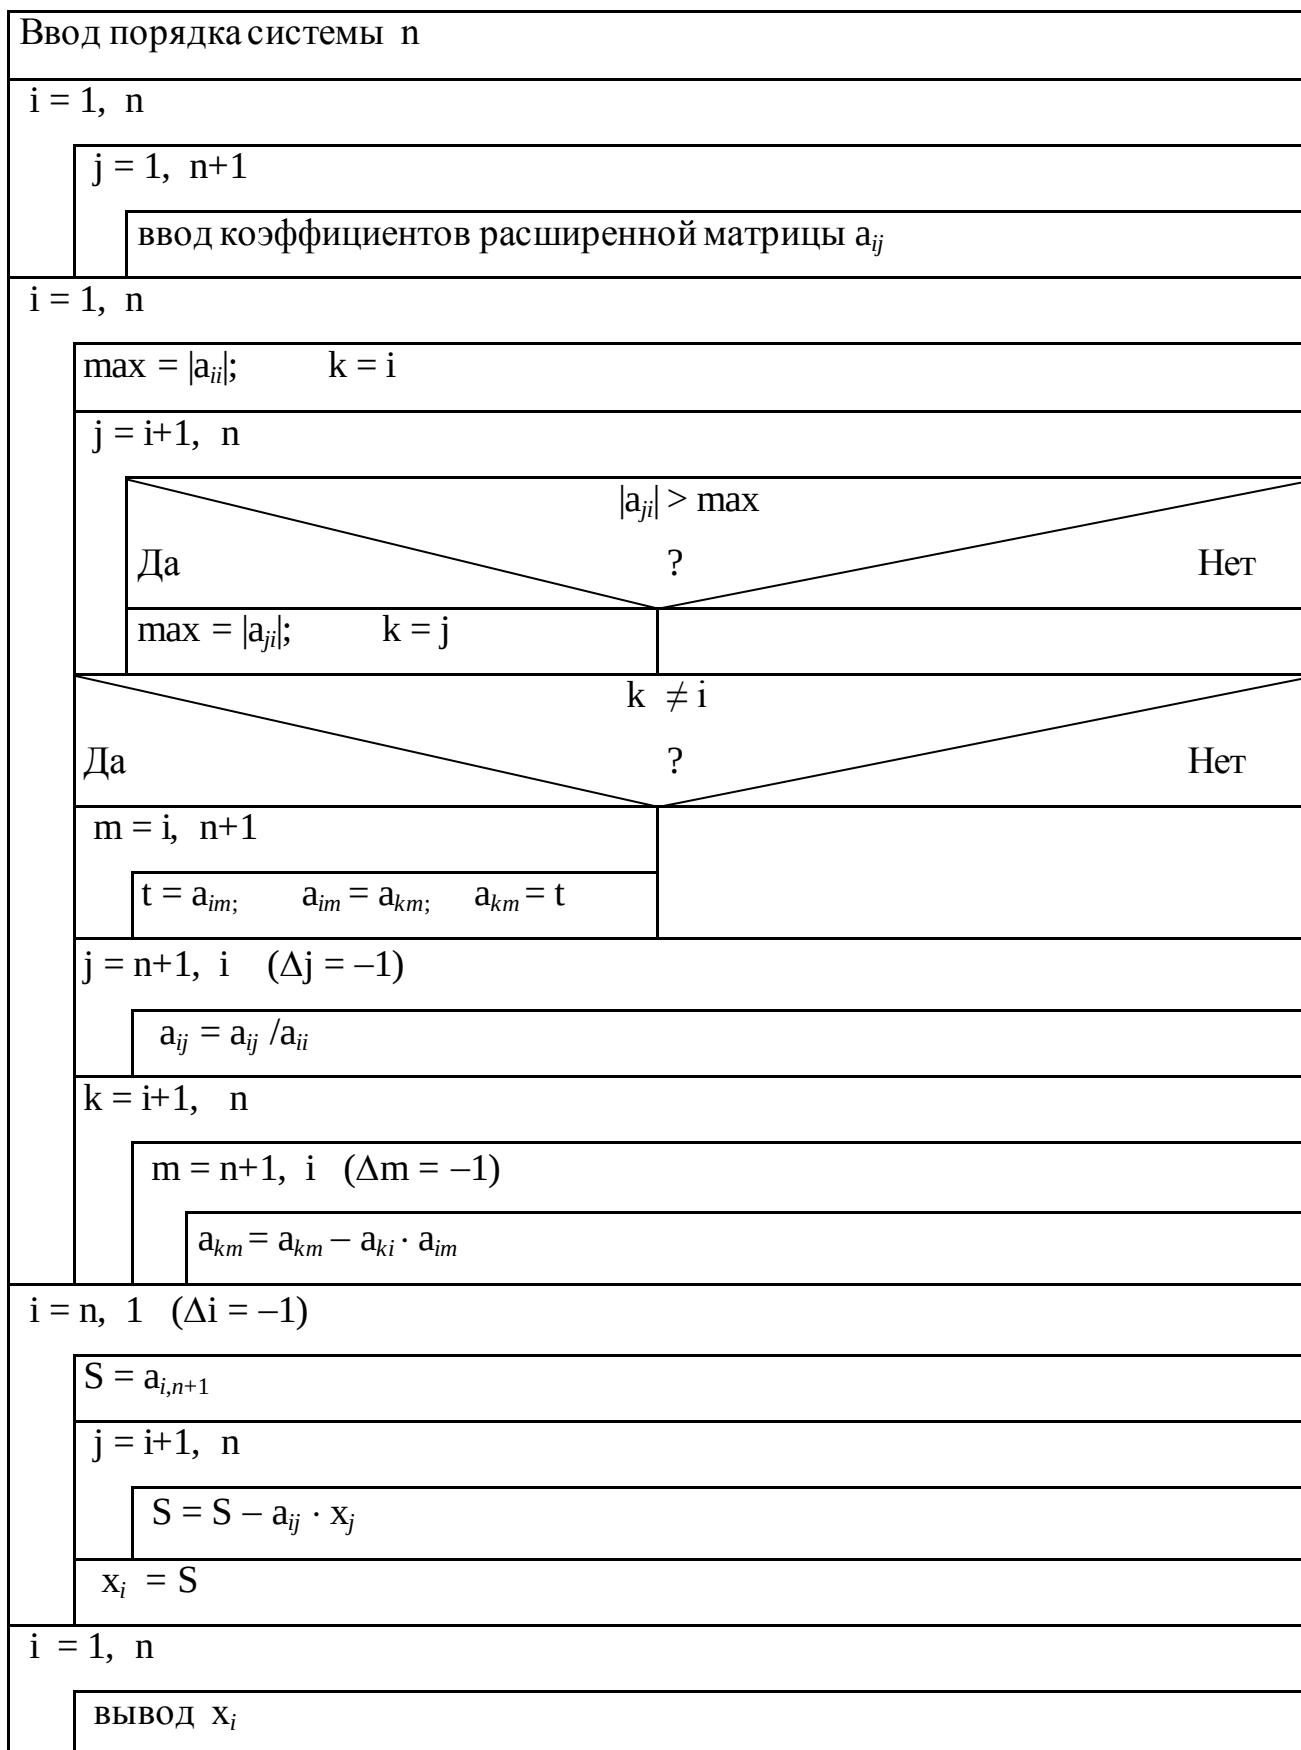 Ввод порядка системы n
i = 1, n
j = 1, n+1
ввод коэффициентов расширенной матрицы a_ij
i = 1, n
max = |a_ii|; k = i
j = i+1, n
|a_ji| > max
Да ? Нет
max = |a_ji|; k = j
k ≠ i
Да ? Нет
m = i, n+1
t = a_im; a_im = a_km; a_km = t
j = n+1, i (Δj = –1)
a_ij = a_ij /a_ii
k = i+1, n
m = n+1, i (Δm = –1)
a_km = a_km – a_ki · a_im
i = n, 1 (Δi = –1)
S = a_i,n+1
j = i+1, n
S = S – a_ij · x_j
x_i = S
i = 1, n
вывод x_i